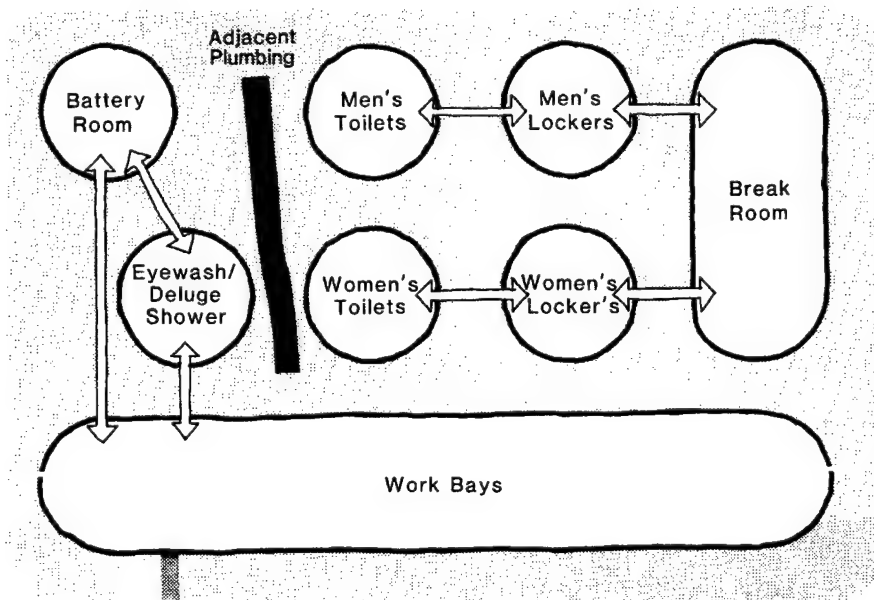 Adjacent
Plumbing
Battery
Room
Men's
Toilets
Men's
Lockers
Break
Room
Eyewash/
Deluge
Shower
Women's
Toilets
Women's
Locker's
Work Bays